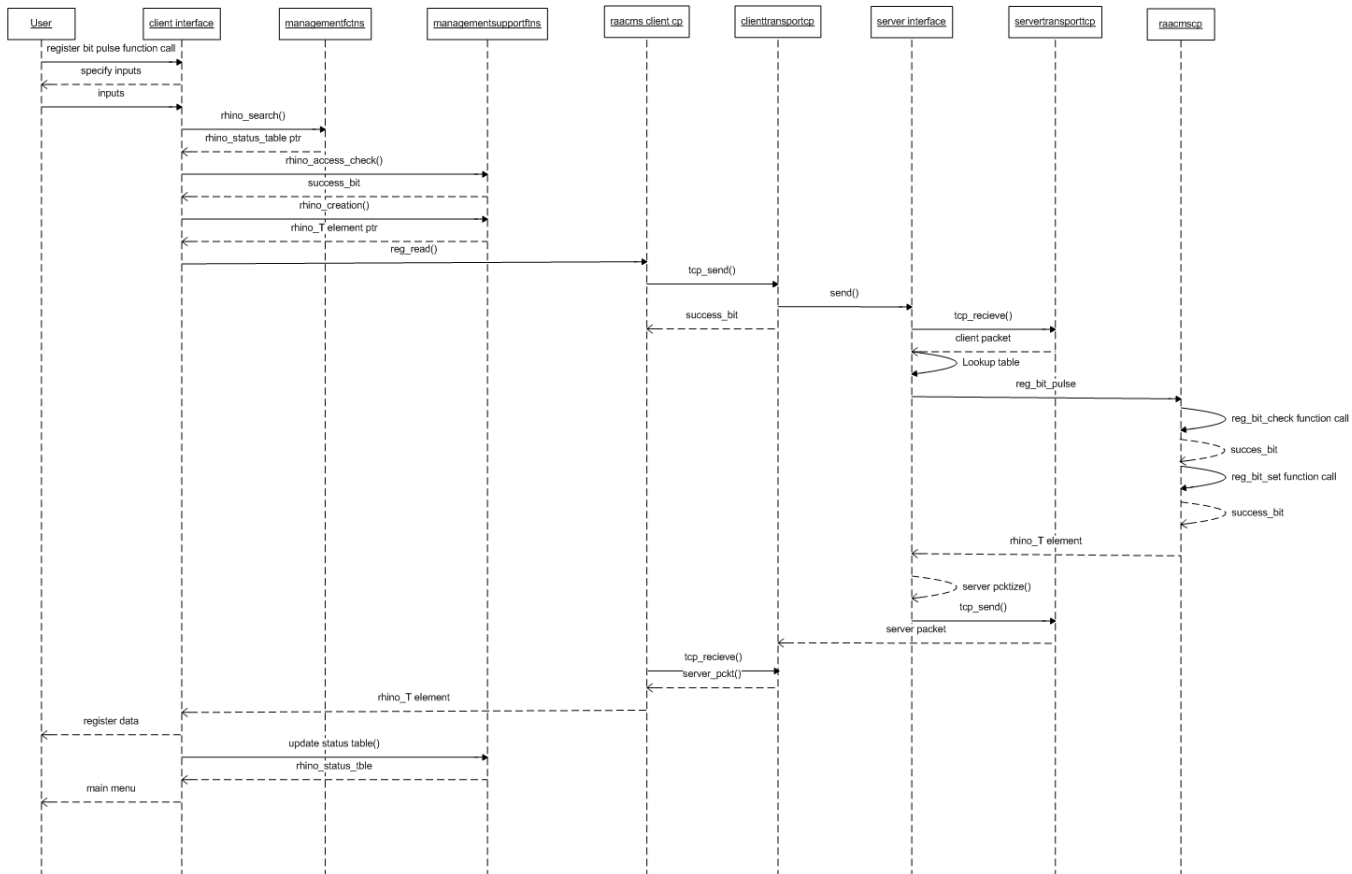 User
client interface
managementfctns
managementsupportftns
raacms client cp
clienttransportcp
server interface
servertransporttcp
raacmscp
register bit pulse function call
specify inputs
inputs
rhino_search()
rhino_status_table ptr
rhino_access_check()
success_bit
rhino_creation()
rhino_T element ptr
reg_read()
tcp_send()
send()
success_bit
tcp_recieve()
client packet
Lookup table
reg_bit_pulse
reg_bit_check function call
succes_bit
reg_bit_set function call
success_bit
rhino_T element
server pcktize()
tcp_send()
server packet
tcp_recieve()
server_pckt()
rhino_T element
register data
update status table()
rhino_status_tble
main menu